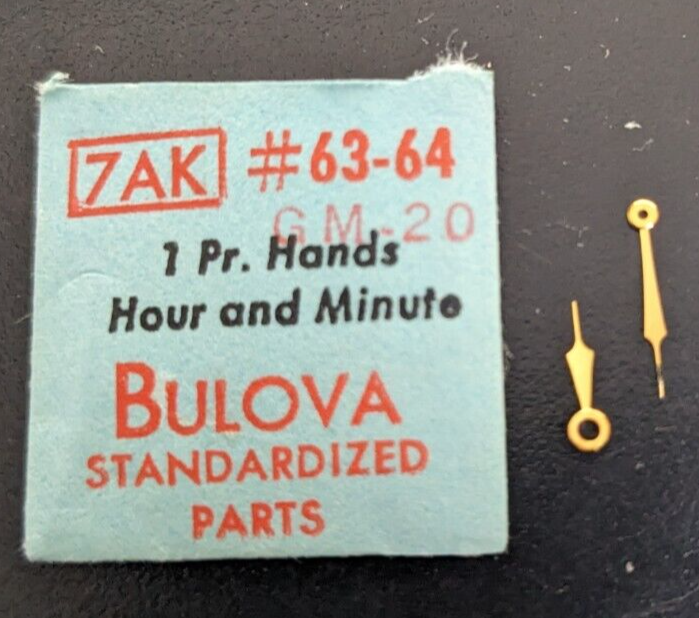 7AK #63-64
GM-20
1 Pr. Hands
Hour and Minute
BULOVA
STANDARDIZED
PARTS